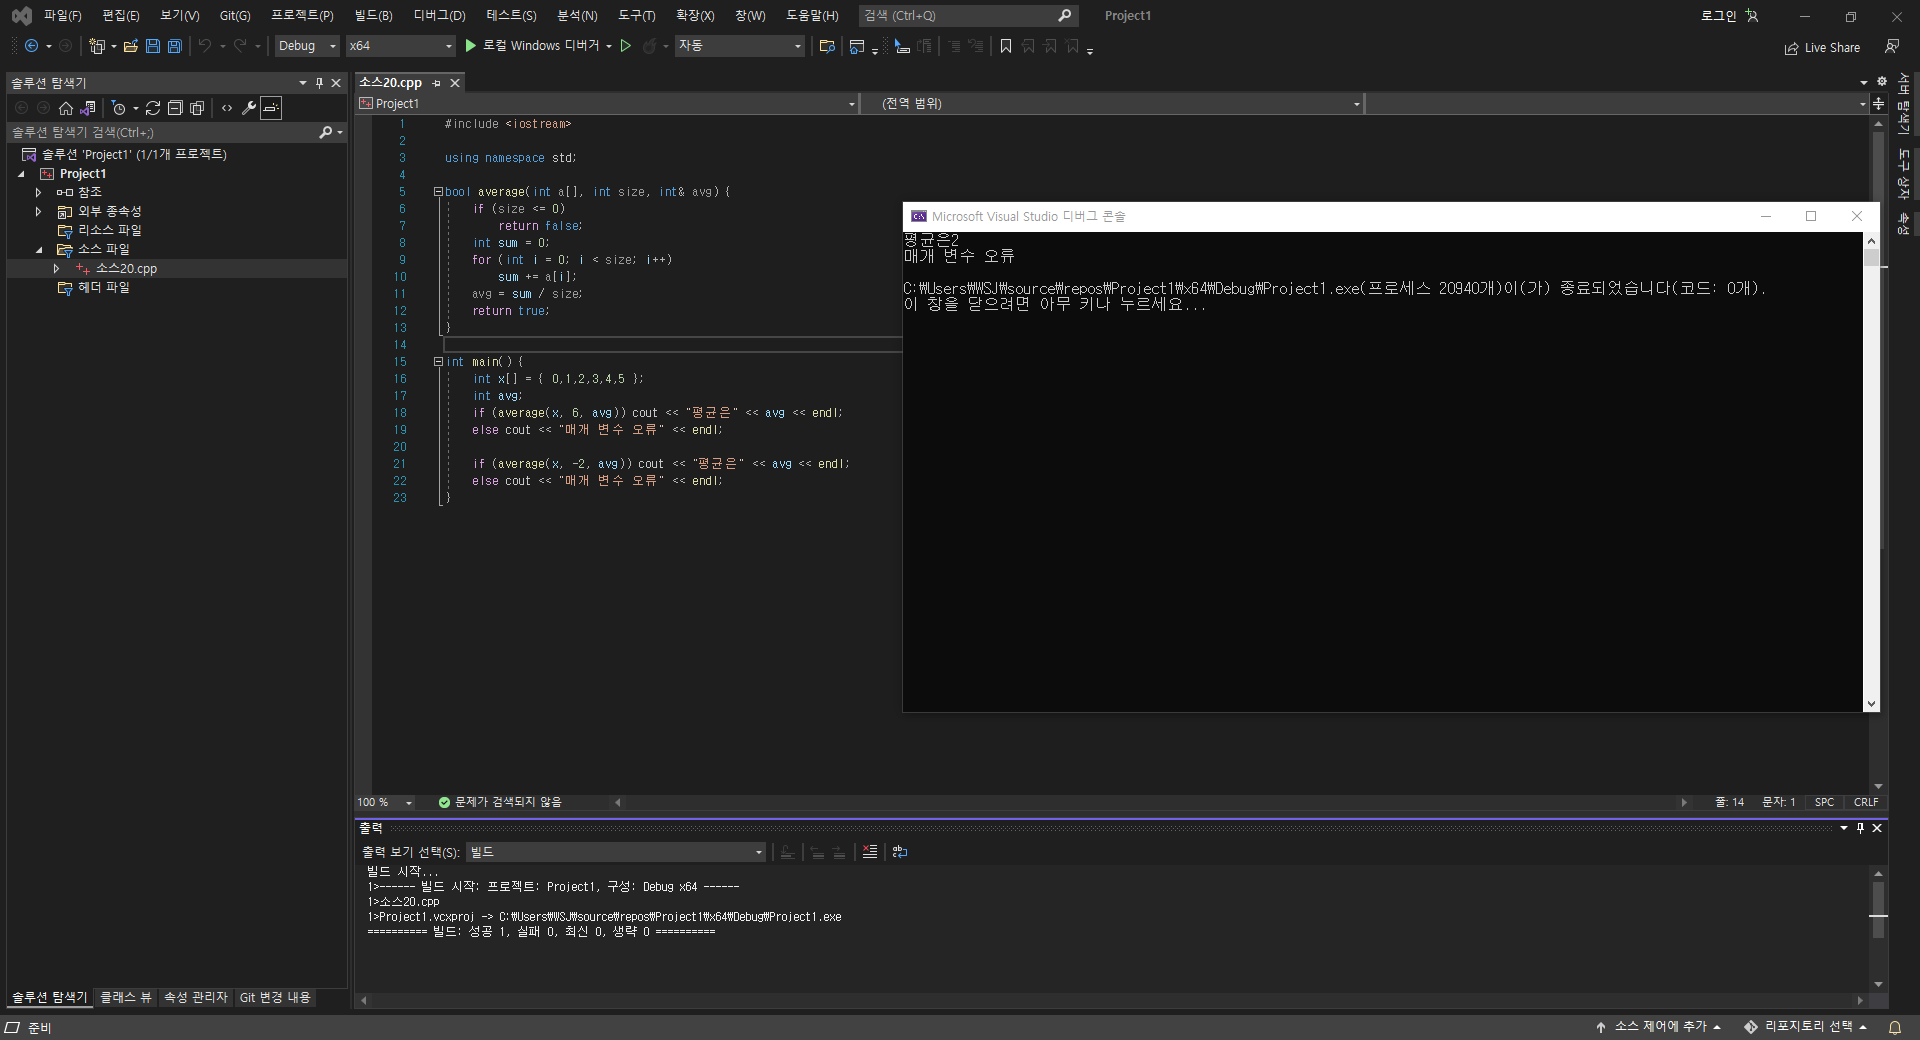 파일(F) 편집(E) 보기(V) Git(G) 프로젝트(P) 빌드(B) 디버그(D) 테스트(S) 분석(N) 도구(T) 확장(X) 창(W) 도움말(H) 검색 (Ctrl+Q) Project1 로그인
Debug x64 로컬 Windows 디버거 자동 Live Share
솔루션 탐색기
솔루션 탐색기 검색(Ctrl+;)
솔루션 'Project1' (1/1개 프로젝트)
Project1
참조
외부 종속성
리소스 파일
소스 파일
소스20.cpp
헤더 파일
솔루션 탐색기 클래스 뷰 속성 관리자 Git 변경 내용
소스20.cpp
Project1 (전역 범위)
1 #include <iostream>
2
3 using namespace std;
4
5 bool average(int a[], int size, int& avg) {
6 if (size <= 0)
7 return false;
8 int sum = 0;
9 for (int i = 0; i < size; i++)
10 sum += a[i];
11 avg = sum / size;
12 return true;
13 }
14
15 int main() {
16 int x[] = { 0,1,2,3,4,5 };
17 int avg;
18 if (average(x, 6, avg)) cout << "평균은" << avg << endl;
19 else cout << "매개 변수 오류" << endl;
20
21 if (average(x, -2, avg)) cout << "평균은" << avg << endl;
22 else cout << "매개 변수 오류" << endl;
23 }
Microsoft Visual Studio 디버그 콘솔
평균은2
매개 변수 오류
C:₩Users₩WSJ₩source₩repos₩Project1₩x64₩Debug₩Project1.exe(프로세스 20940개)이(가) 종료되었습니다(코드: 0개).
이 창을 닫으려면 아무 키나 누르세요...
서버 탐색기
도구 상자
속성
100 % 문제가 검색되지 않음 줄: 14 문자: 1 SPC CRLF
출력
출력 보기 선택(S): 빌드
빌드 시작...
1>------ 빌드 시작: 프로젝트: Project1, 구성: Debug x64 ------
1>소스20.cpp
1>Project1.vcxproj -> C:₩Users₩WSJ₩source₩repos₩Project1₩x64₩Debug₩Project1.exe
========== 빌드: 성공 1, 실패 0, 최신 0, 생략 0 ==========
준비 소스 제어에 추가 리포지토리 선택